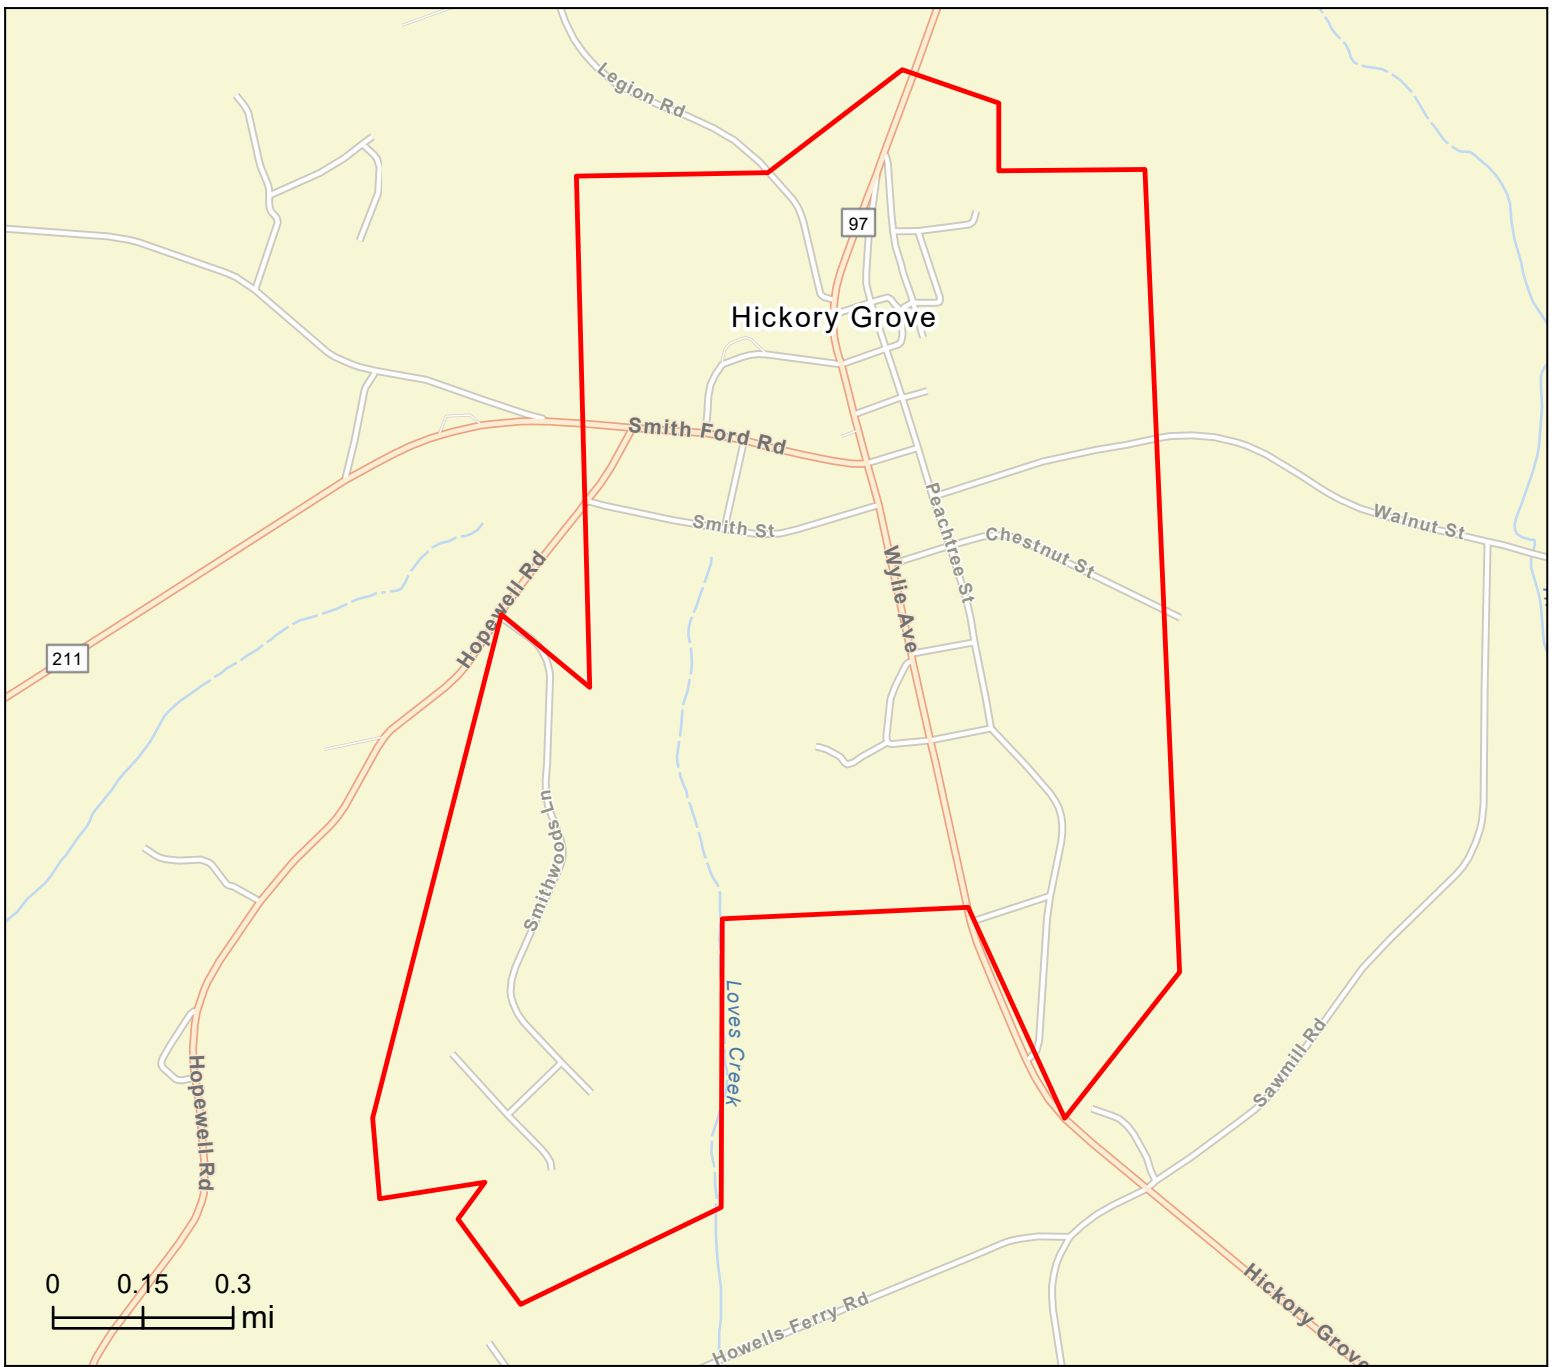 Legion Rd
97
Hickory Grove
Smith Ford Rd
Peachtree St
Walnut St
Smith St
Chestnut St
Wylie Ave
Hopewell Rd
211
Smithwoods Ln
Loves Creek
Sawmill Rd
Hopewell Rd
Hickory Grove
Howells Ferry Rd
0 0.15 0.3
mi